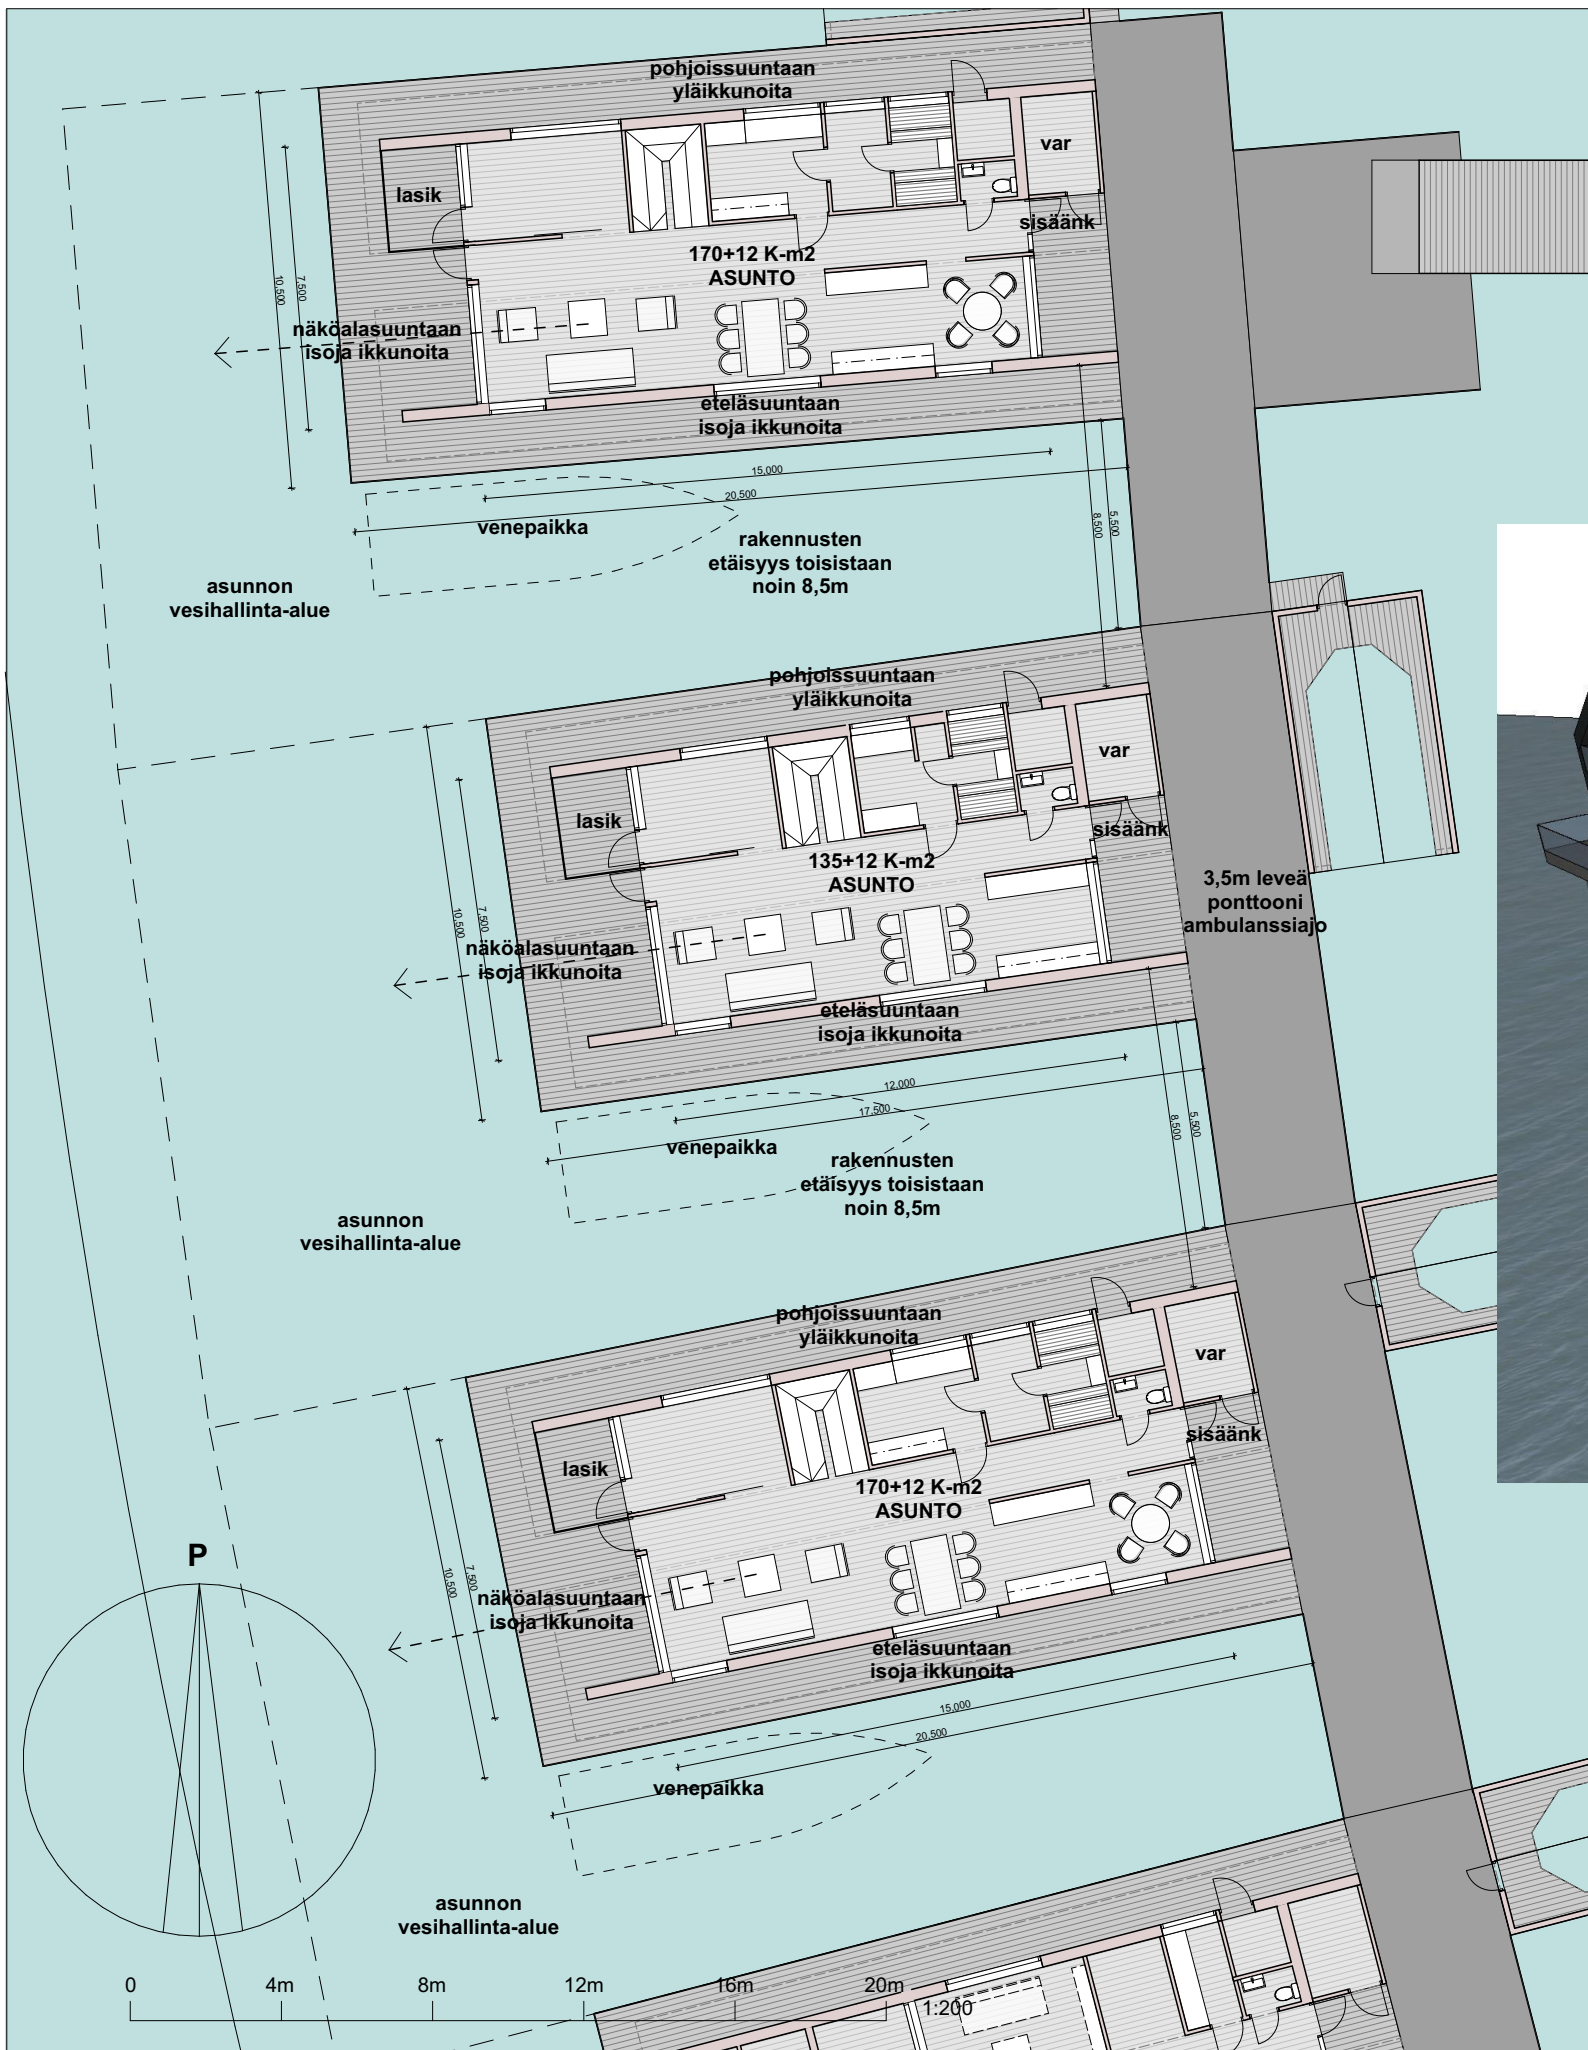 pohjoissuuntaan
yläikkunoita
var
lasik
sisäänk
170+12 K-m2
ASUNTO
10,500
7,500
näköalasuuntaan
isoja ikkunoita
eteläsuuntaan
isoja ikkunoita
15,000
20,500
venepaikka
8,500
5,500
rakennusten
etäisyys toisistaan
noin 8,5m
asunnon
vesihallinta-alue
pohjoissuuntaan
yläikkunoita
var
lasik
sisäänk
135+12 K-m2
ASUNTO
3,5m leveä
ponttooni
ambulanssiajo
10,500
7,500
näköalasuuntaan
isoja ikkunoita
eteläsuuntaan
isoja ikkunoita
12,000
17,500
venepaikka
8,500
5,500
rakennusten
etäisyys toisistaan
noin 8,5m
asunnon
vesihallinta-alue
pohjoissuuntaan
yläikkunoita
var
sisäänk
lasik
170+12 K-m2
ASUNTO
P
10,500
7,500
näköalasuuntaan
isoja ikkunoita
eteläsuuntaan
isoja ikkunoita
15,000
20,500
venepaikka
asunnon
vesihallinta-alue
0 4m 8m 12m 16m 20m
1:200